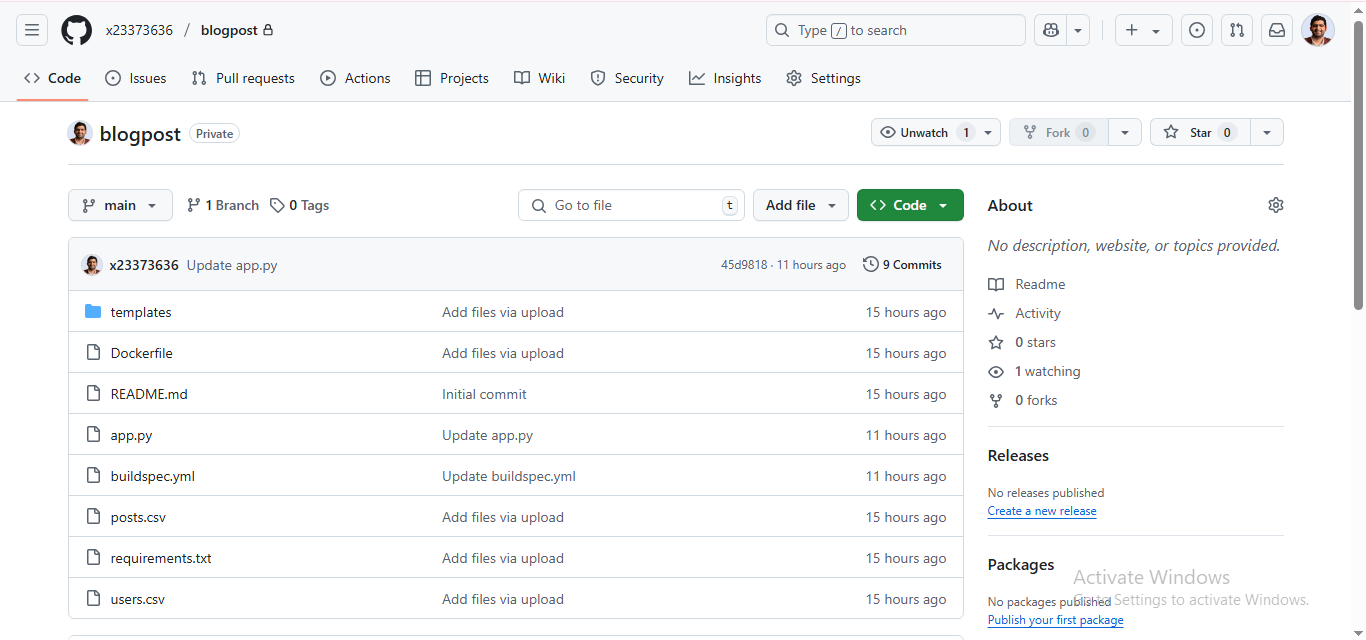 x23373636 / blogpost
Type / to search
Code Issues Pull requests Actions Projects Wiki Security Insights Settings
blogpost Private
Unwatch 1 Fork 0 Star 0
main 1 Branch 0 Tags Go to file t Add file Code
About
No description, website, or topics provided.
Readme
Activity
0 stars
1 watching
0 forks
x23373636 Update app.py 45d9818 · 11 hours ago 9 Commits
templates Add files via upload 15 hours ago
Dockerfile Add files via upload 15 hours ago
README.md Initial commit 15 hours ago
app.py Update app.py 11 hours ago
buildspec.yml Update buildspec.yml 11 hours ago
posts.csv Add files via upload 15 hours ago
requirements.txt Add files via upload 15 hours ago
users.csv Add files via upload 15 hours ago
Releases
No releases published
Create a new release
Packages
No packages published
Publish your first package
Activate Windows
Go to Settings to activate Windows.